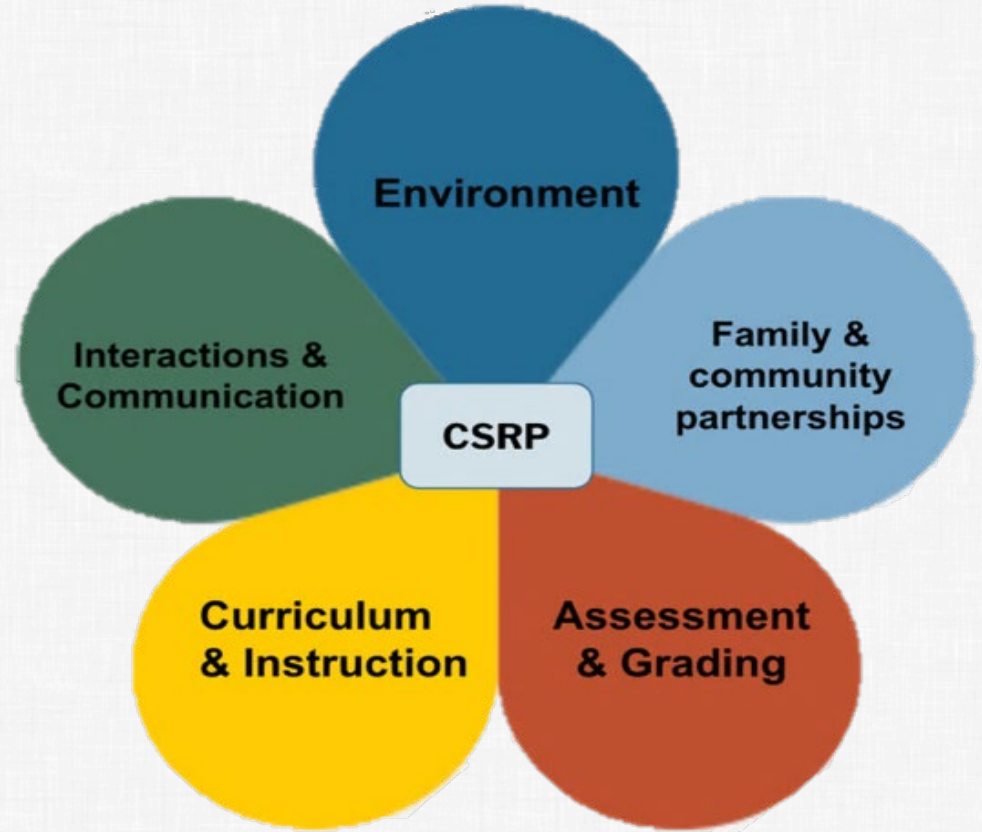 Environment
Interactions &
Communication
Family &
community
partnerships
CSRP
Curriculum
& Instruction
Assessment
& Grading